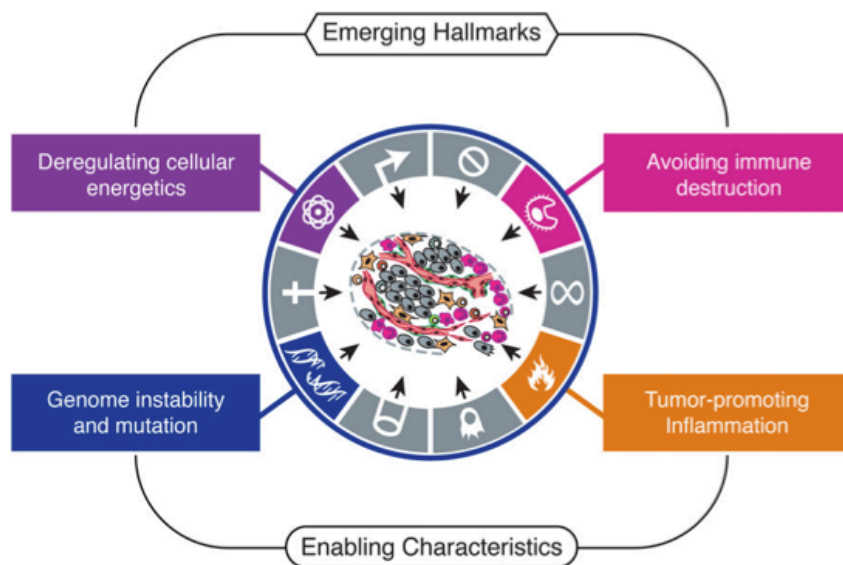 Emerging Hallmarks
Deregulating cellular
energetics
Avoiding immune
destruction
Genome instability
and mutation
Tumor-promoting
Inflammation
Enabling Characteristics